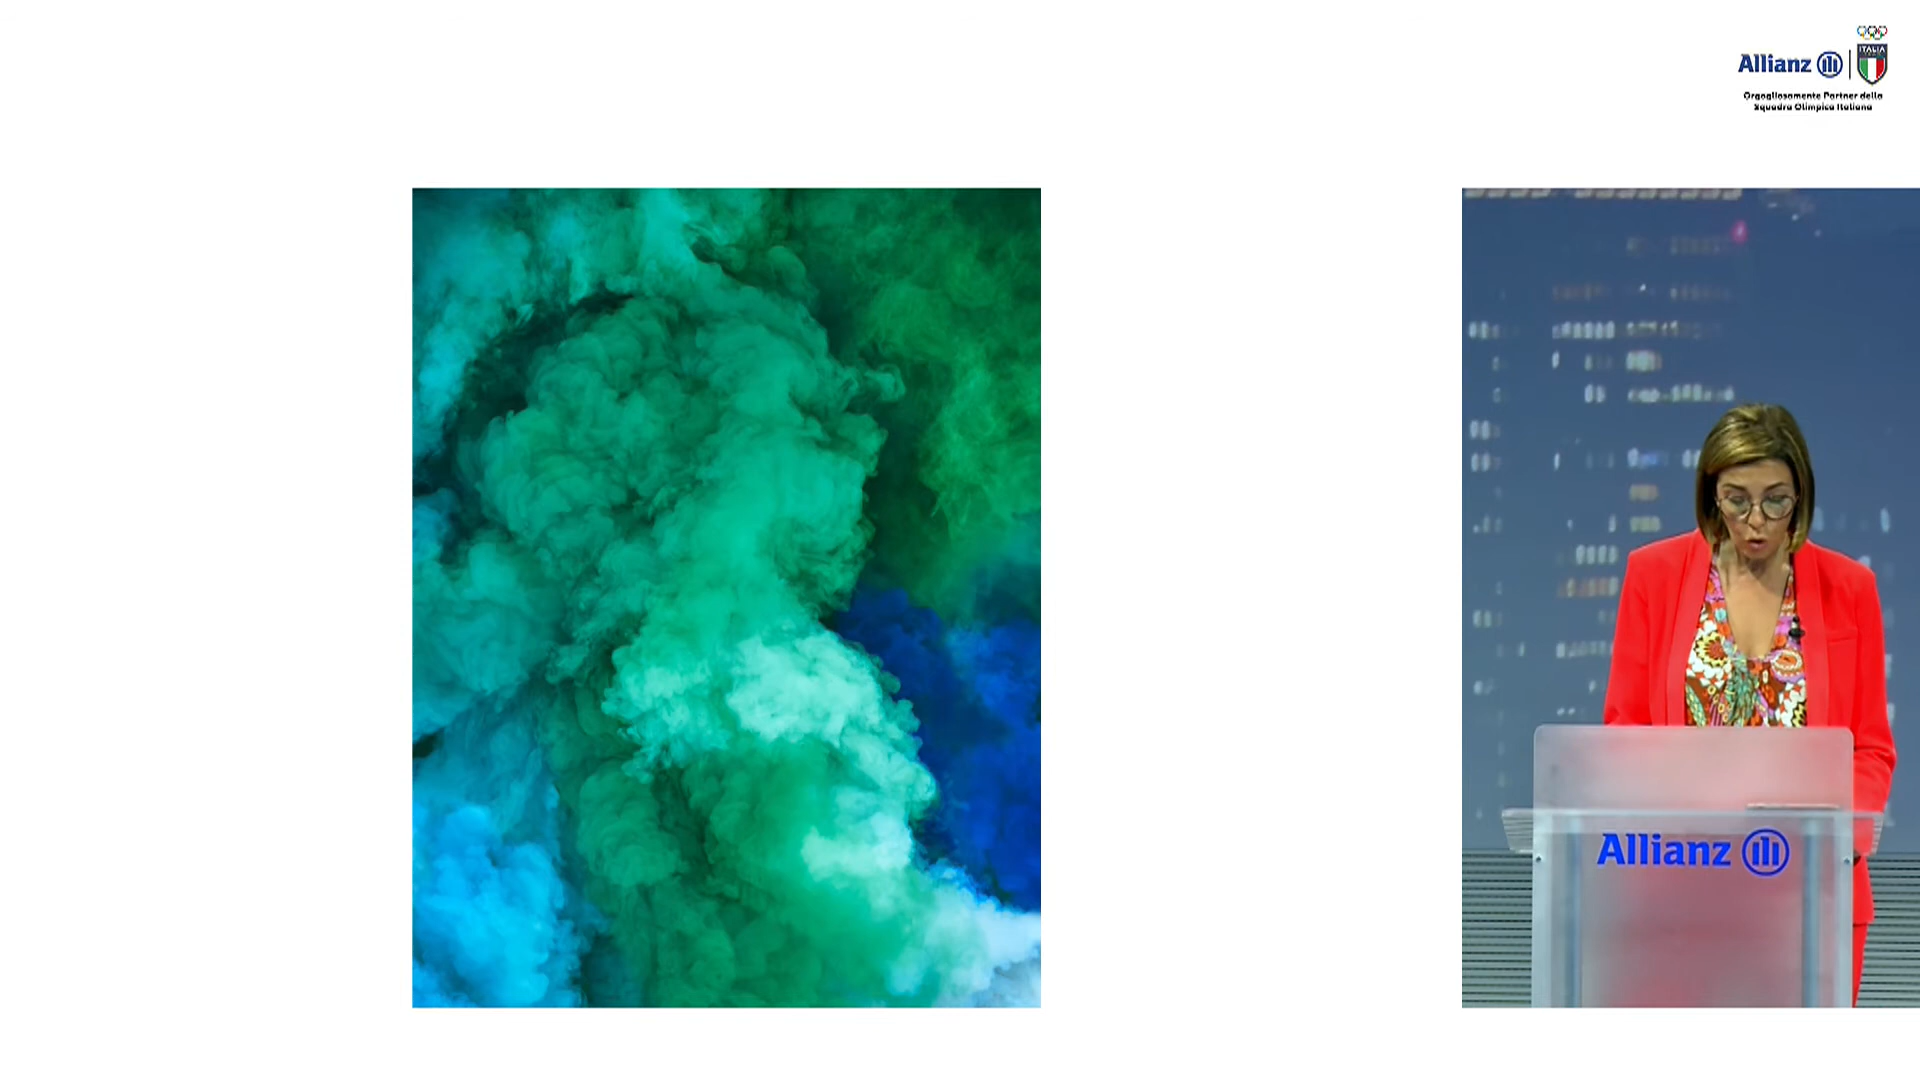 ITALIA
Allianz
Orgogliosamente Partner della
Squadra Olimpica Italiana
Allianz